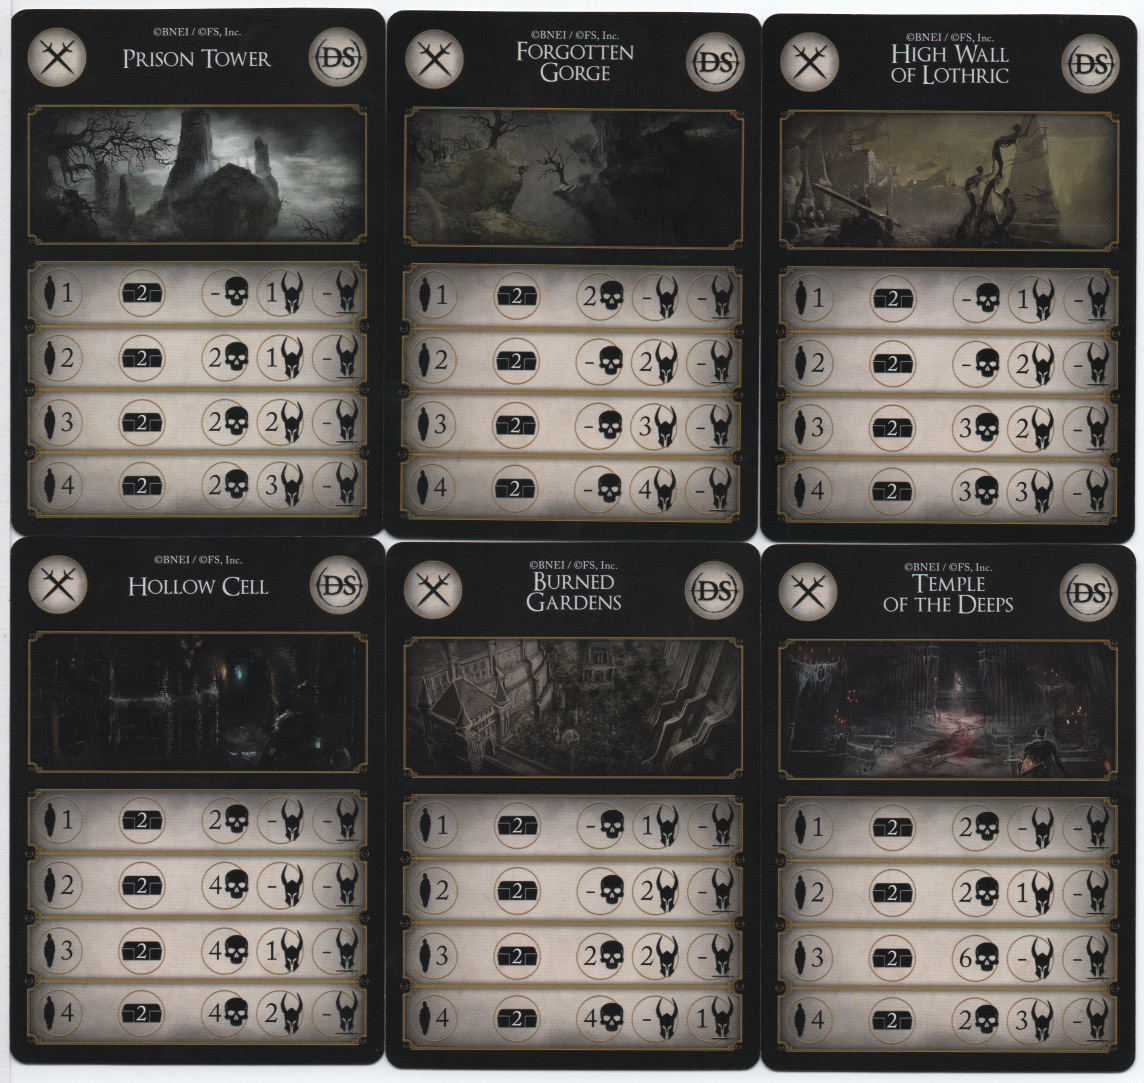 ©BNEI / ©FS, Inc.
PRISON TOWER
DS
1 2 - 1 -
2 2 2 1 -
3 2 2 2 -
4 2 2 3 -
©BNEI / ©FS, Inc.
FORGOTTEN
GORGE
DS
1 2 2 - -
2 2 - 2 -
3 2 - 3 -
4 2 - 4 -
©BNEI / ©FS, Inc.
HIGH WALL
OF LOTHRIC
DS
1 2 - 1 -
2 2 - 2 -
3 2 3 2 -
4 2 3 3 -
©BNEI / ©FS, Inc.
HOLLOW CELL
DS
1 2 2 - -
2 2 4 - -
3 2 4 1 -
4 2 4 2 -
©BNEI / ©FS, Inc.
BURNED
GARDENS
DS
1 2 - 1 -
2 2 - 2 -
3 2 2 2 -
4 2 4 - 1
©BNEI / ©FS, Inc.
TEMPLE
OF THE DEEPS
DS
1 2 2 - -
2 2 2 1 -
3 2 6 - -
4 2 2 3 -